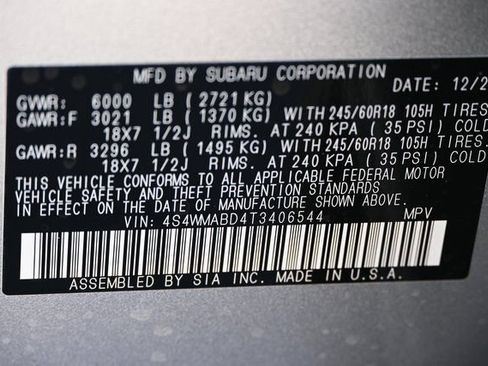 MFD BY SUBARU CORPORATION
DATE: 12/2
GVWR: 6000 LB (2721 KG)
GAWR:F 3021 LB (1370 KG) WITH 245/60R18 105H TIRES
18X7 1/2J RIMS. AT 240 KPA (35 PSI) COLD
GAWR:R 3296 LB (1495 KG) WITH 245/60R18 105H TIRES
18X7 1/2J RIMS. AT 240 KPA (35 PSI) COLD
THIS VEHICLE CONFORMS TO ALL APPLICABLE FEDERAL MOTOR
VEHICLE SAFETY AND THEFT PREVENTION STANDARDS
IN EFFECT ON THE DATE OF MANUFACTURE SHOWN ABOVE.
VIN: 4S4WMABD4T3406544 MPV
ASSEMBLED BY SIA INC. MADE IN U.S.A.